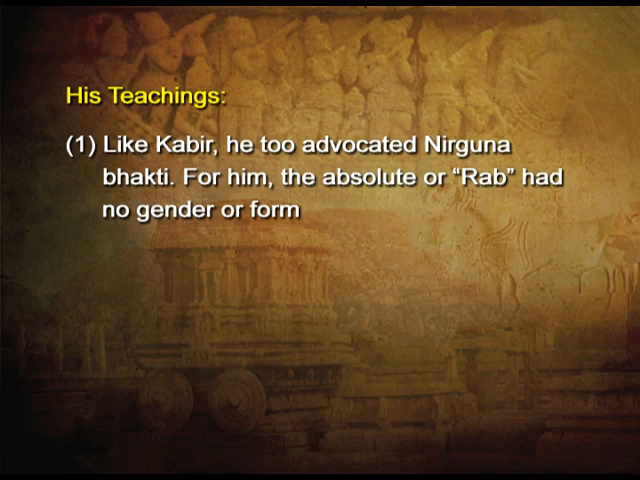 His Teachings:
(1) Like Kabir, he too advocated Nirguna
bhakti. For him, the absolute or “Rab” had
no gender or form